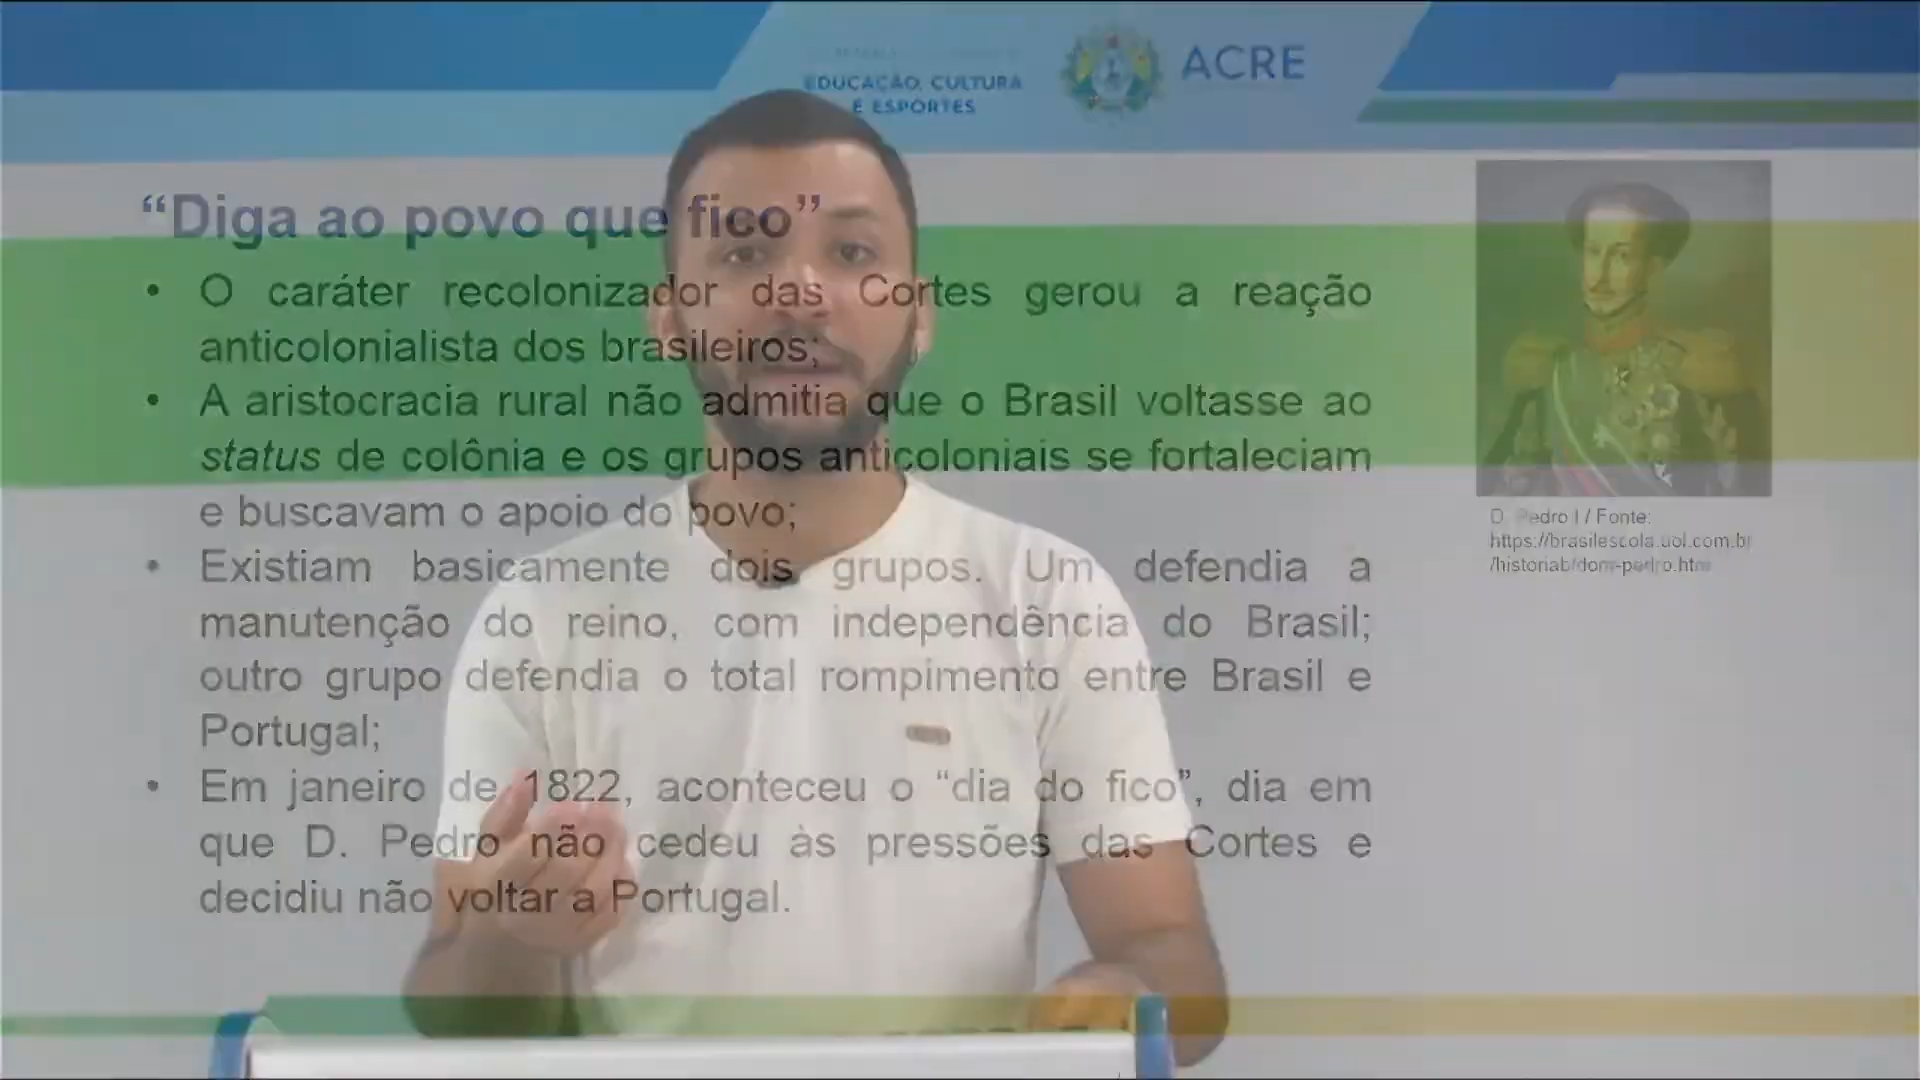 EDUCAÇÃO, CULTURA
E ESPORTES
ACRE
“Diga ao povo que fico”
• O caráter recolonizador das Cortes gerou a reação
anticolonialista dos brasileiros;
• A aristocracia rural não admitia que o Brasil voltasse ao
status de colônia e os grupos anticoloniais se fortaleciam
e buscavam o apoio do povo;
• Existiam basicamente dois grupos. Um defendia a
manutenção do reino, com independência do Brasil;
outro grupo defendia o total rompimento entre Brasil e
Portugal;
• Em janeiro de 1822, aconteceu o “dia do fico”, dia em
que D. Pedro não cedeu às pressões das Cortes e
decidiu não voltar a Portugal.
D. Pedro I / Fonte:
https://brasilescola.uol.com.br
/historiab/dom-pedro.htm